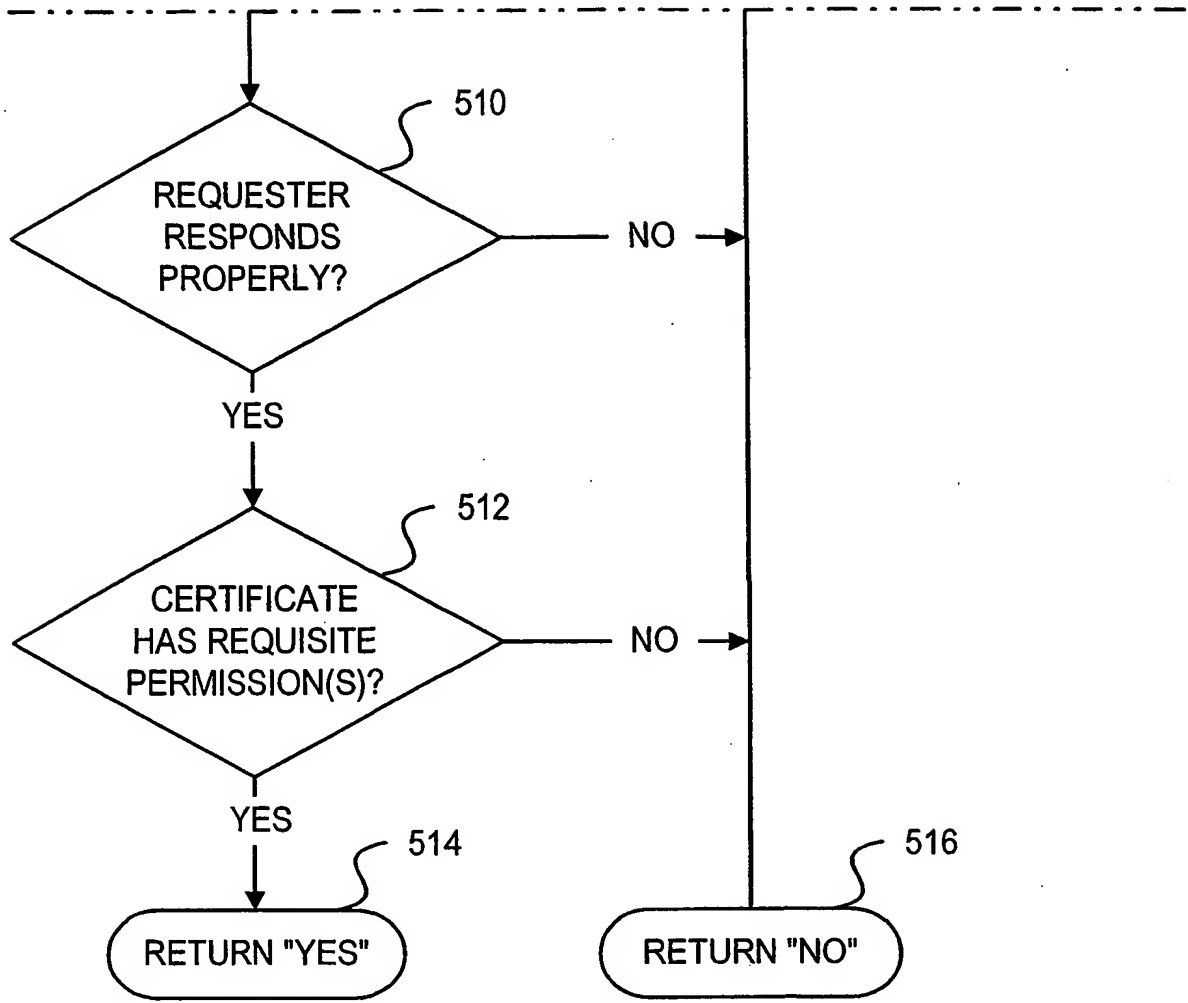 510
REQUESTER
RESPONDS
PROPERLY?
NO
YES
512
CERTIFICATE
HAS REQUISITE
PERMISSION(S)?
NO
YES
514
516
RETURN "YES"
RETURN "NO"